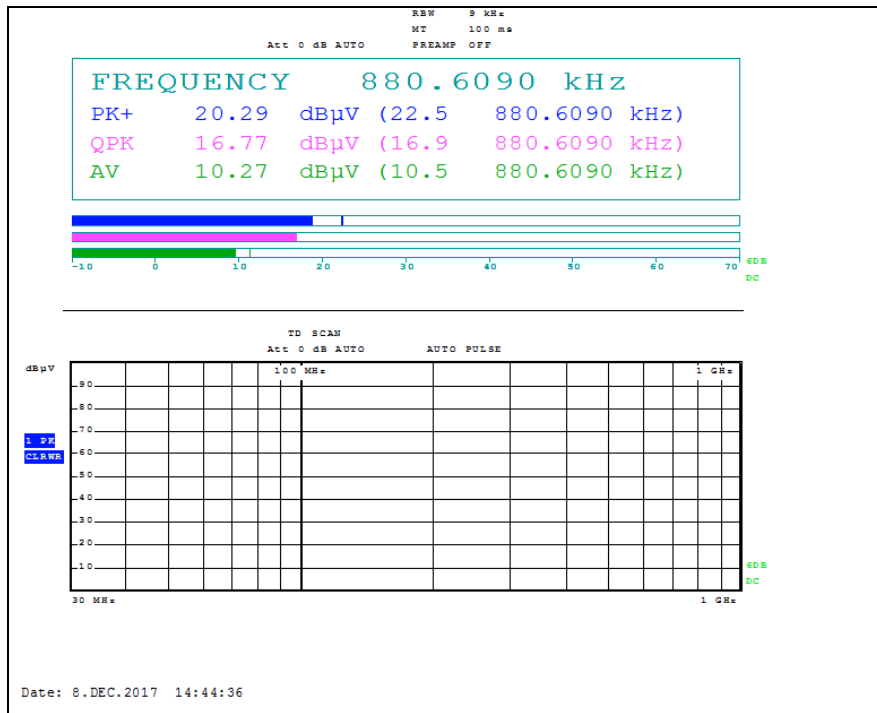 RBW 9 kHz
MT 100 ms
Att 0 dB AUTO PREAMP OFF
FREQUENCY 880.6090 kHz
PK+ 20.29 dBµV (22.5 880.6090 kHz)
QPK 16.77 dBµV (16.9 880.6090 kHz)
AV 10.27 dBµV (10.5 880.6090 kHz)
-10 0 10 20 30 40 50 60 70 6DB
DC
TD SCAN
Att 0 dB AUTO AUTO PULSE
dBµV 100 MHz 1 GHz
90
80
70
1 PK
CLRWR 60
50
40
30
20
10 6DB
DC
30 MHz 1 GHz
Date: 8.DEC.2017 14:44:36